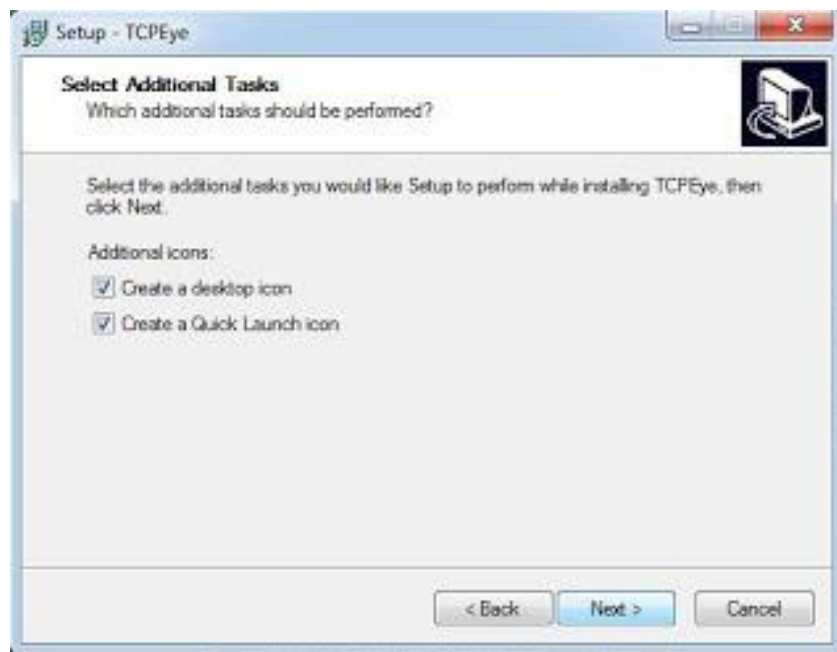 Setup - TCPEye
Select Additional Tasks
Which additional tasks should be performed?
Select the additional tasks you would like Setup to perform while installing TCPEye, then
click Next.
Additional icons:
Create a desktop icon
Create a Quick Launch icon
< Back
Next >
Cancel